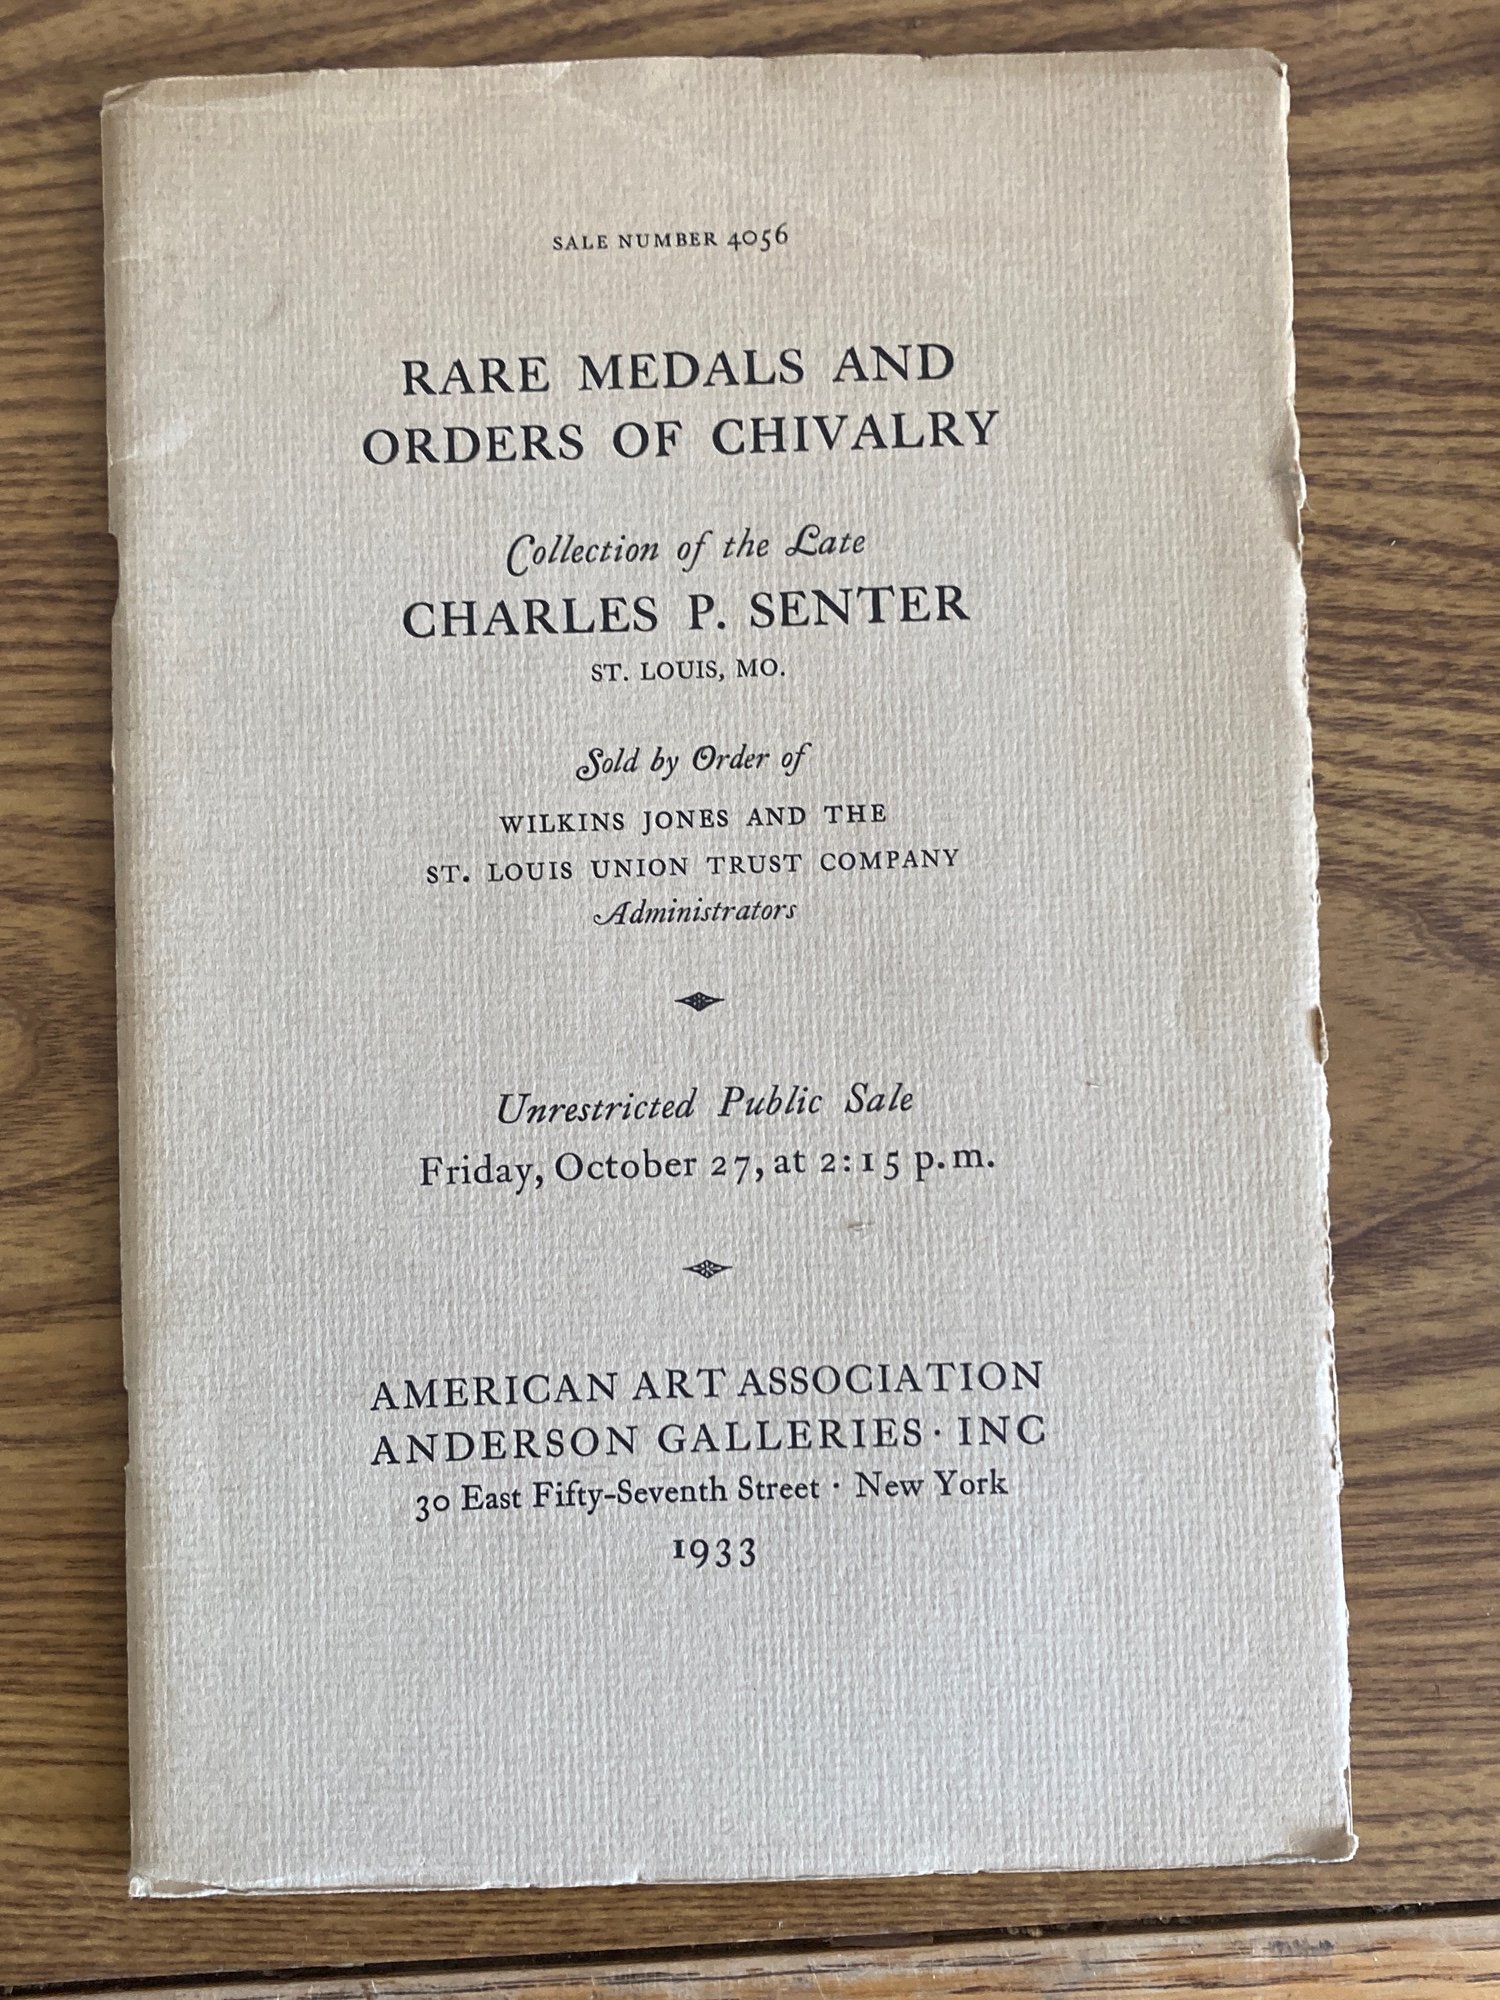 SALE NUMBER 4056
RARE MEDALS AND
ORDERS OF CHIVALRY
Collection of the Late
CHARLES P. SENTER
ST. LOUIS, MO.
Sold by Order of
WILKINS JONES AND THE
ST. LOUIS UNION TRUST COMPANY
Administrators
Unrestricted Public Sale
Friday, October 27, at 2:15 p.m.
AMERICAN ART ASSOCIATION
ANDERSON GALLERIES · INC
30 East Fifty-Seventh Street · New York
1933